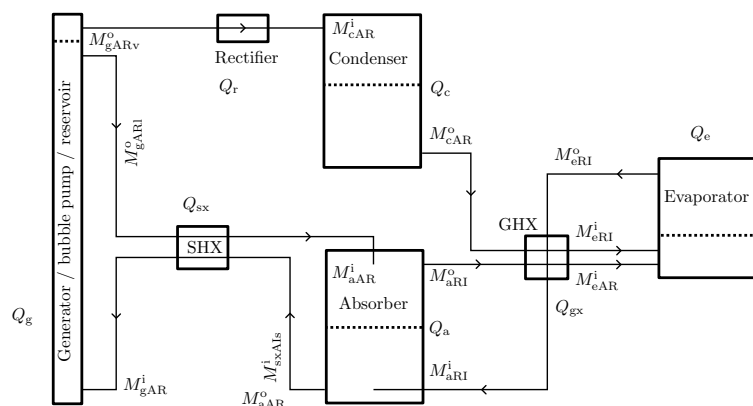 M^o_gARv
Rectifier
Q_r
M^i_cAR
Condenser
Q_c
M^o_cAR
Q_e
M^o_eRI
Evaporator
M^o_gARl
Q_sx
SHX
GHX
M^i_eRI
M^i_eAR
Q_gx
M^i_aAR
Absorber
M^o_aRI
Q_a
M^i_aRI
Q_g
Generator / bubble pump / reservoir
M^i_gAR
M^i_sxAIs
M^o_aAR